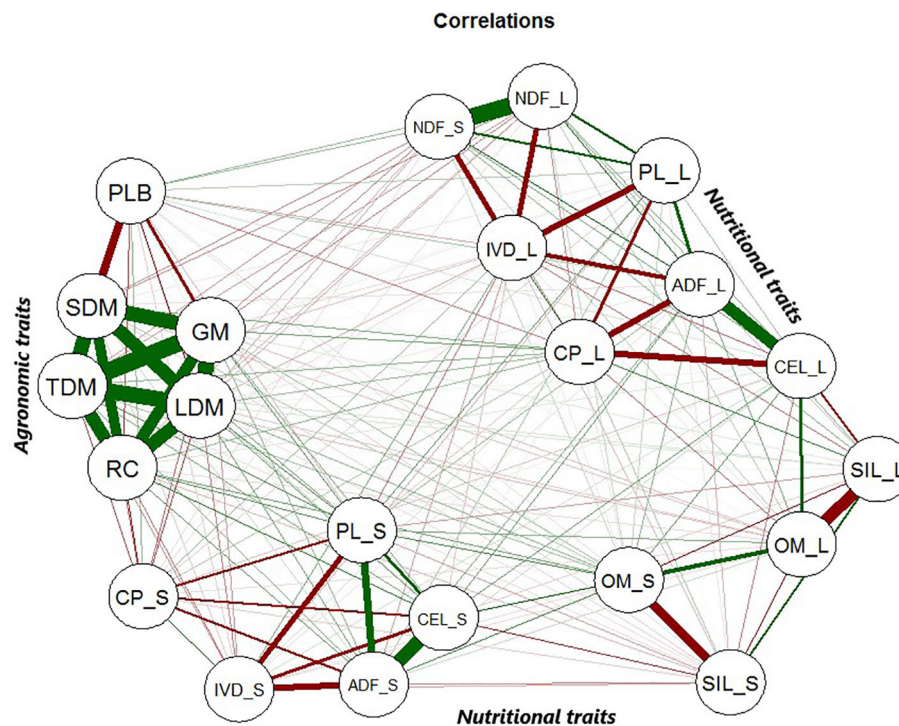 Correlations
NDF_L
NDF_S
PL_L
PLB
Nutritional traits
IVD_L
ADF_L
SDM
GM
CP_L
CEL_L
Agronomic traits
TDM
LDM
RC
SIL_L
PL_S
OM_L
OM_S
CP_S
CEL_S
IVD_S
ADF_S
SIL_S
Nutritional traits